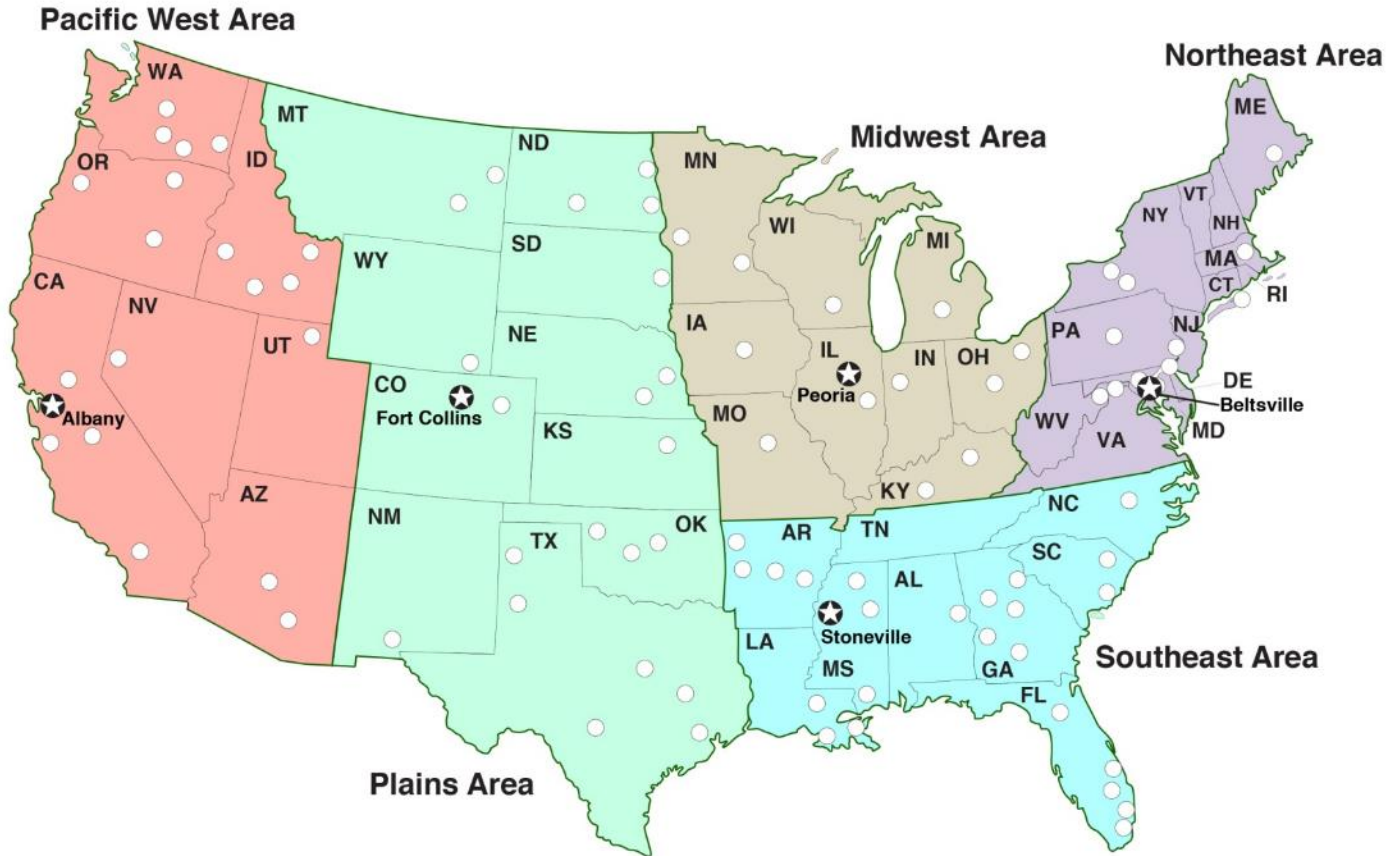 Pacific West Area
Northeast Area
Midwest Area
WA
MT
ND
MN
ME
OR
ID
VT
NY
NH
WI
MI
SD
WY
MA
CT
RI
CA
NV
UT
NE
IA
IL
IN
OH
PA
NJ
CO
Peoria
DE
Beltsville
Albany
Fort Collins
MO
WV
VA
MD
KS
AZ
KY
NC
NM
TX
OK
AR
TN
SC
AL
Stoneville
LA
MS
GA
Southeast Area
FL
Plains Area